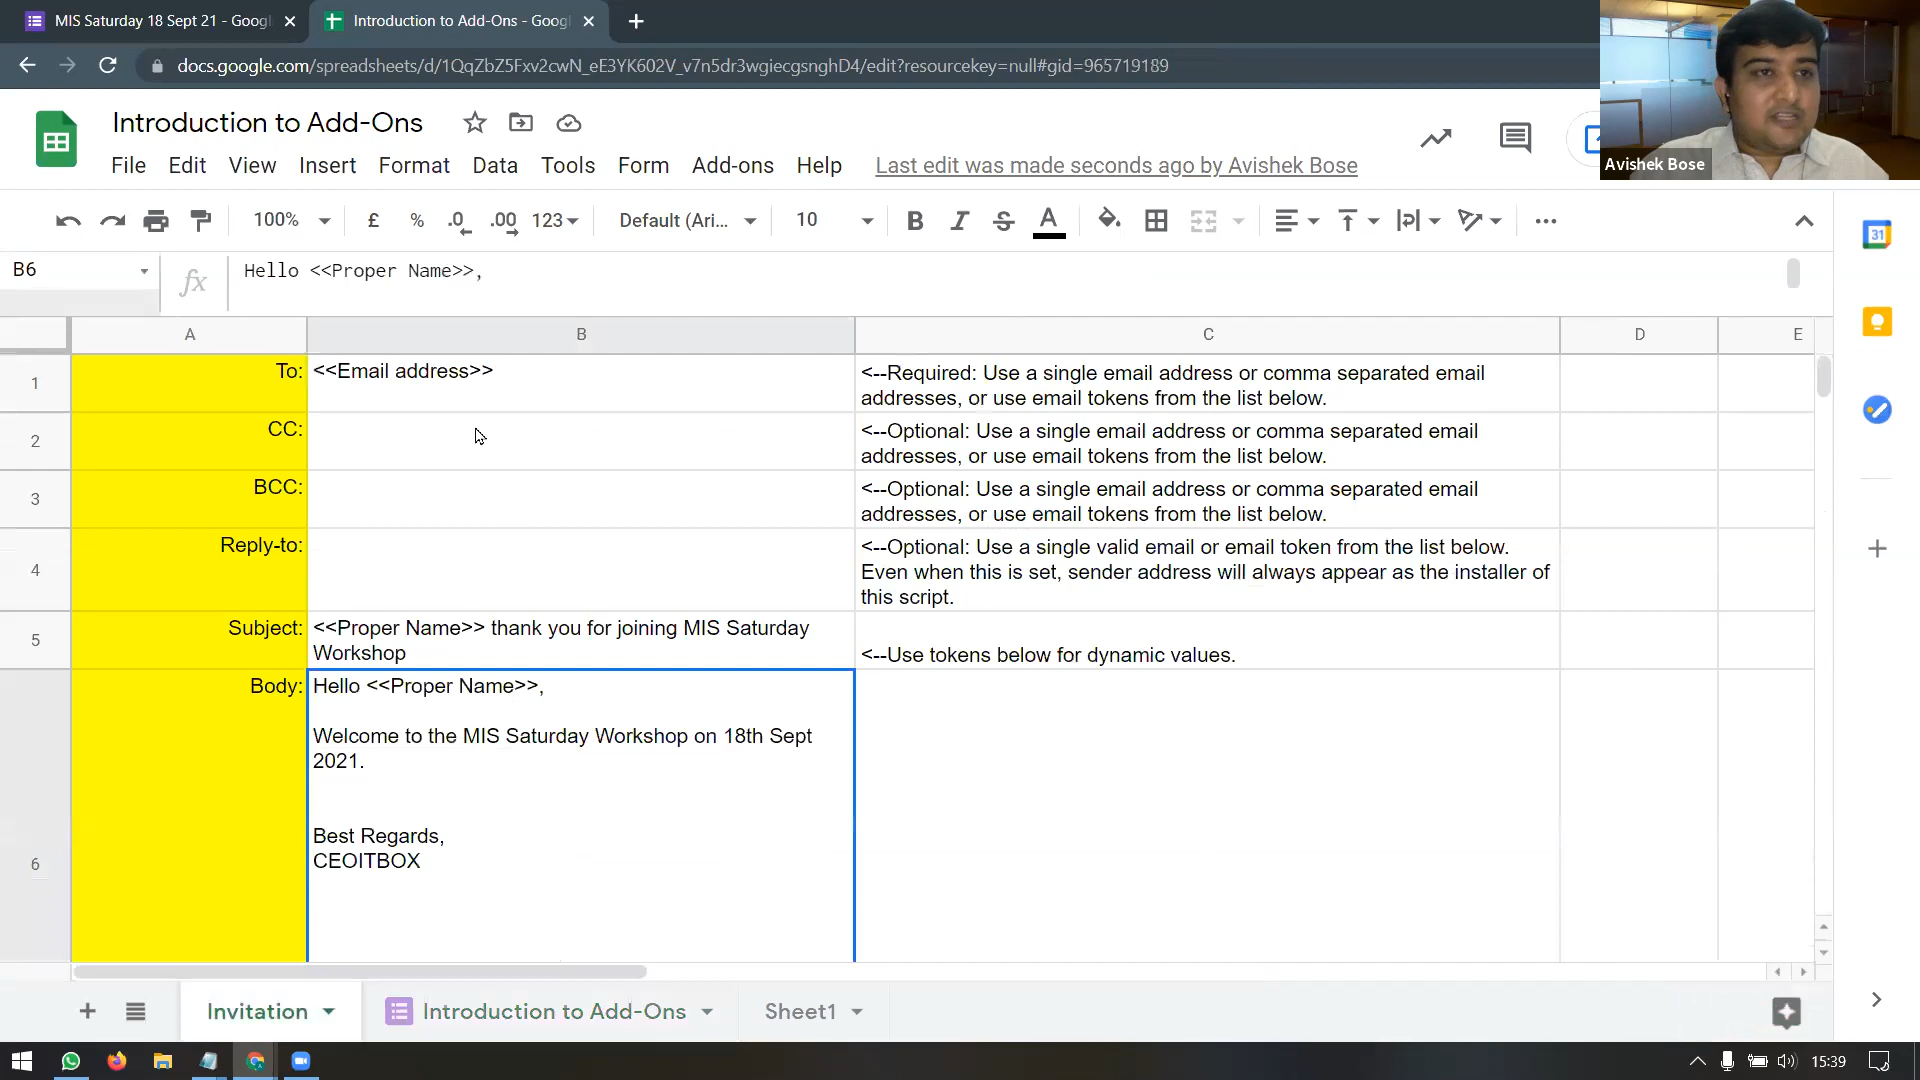 MIS Saturday 18 Sept 21 - Googl
Introduction to Add-Ons - Googl
docs.google.com/spreadsheets/d/1QqZbZ5Fxv2cwN_eE3YK602V_v7n5dr3wgiecgsnghD4/edit?resourcekey=null#gid=965719189
Avishek Bose
Introduction to Add-Ons
File Edit View Insert Format Data Tools Form Add-ons Help Last edit was made seconds ago by Avishek Bose
100% £ % .0 .00 123 Default (Ari... 10 B I S A
31
B6 fx Hello <<Proper Name>>,
A B C D E
1 To: <<Email address>> <--Required: Use a single email address or comma separated email
addresses, or use email tokens from the list below.
2 CC: <--Optional: Use a single email address or comma separated email
addresses, or use email tokens from the list below.
3 BCC: <--Optional: Use a single email address or comma separated email
addresses, or use email tokens from the list below.
4 Reply-to: <--Optional: Use a single valid email or email token from the list below.
Even when this is set, sender address will always appear as the installer of
this script.
5 Subject: <<Proper Name>> thank you for joining MIS Saturday
Workshop <--Use tokens below for dynamic values.
6 Body: Hello <<Proper Name>>,
Welcome to the MIS Saturday Workshop on 18th Sept
2021.
Best Regards,
CEOITBOX
Invitation Introduction to Add-Ons Sheet1
15:39